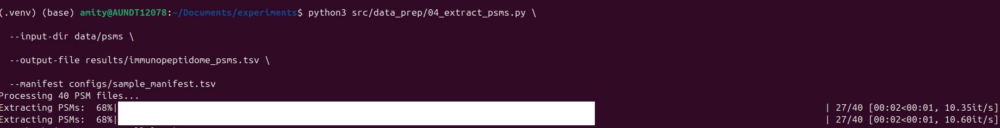 (.venv) (base) amity@AUNDT12078:~/Documents/experiments$ python3 src/data_prep/04_extract_psms.py \
--input-dir data/psms \
--output-file results/immunopeptidome_psms.tsv \
--manifest configs/sample_manifest.tsv
Processing 40 PSM files...
Extracting PSMs:  68%| | 27/40 [00:02<00:01, 10.35it/s]
Extracting PSMs:  68%| | 27/40 [00:02<00:01, 10.60it/s]